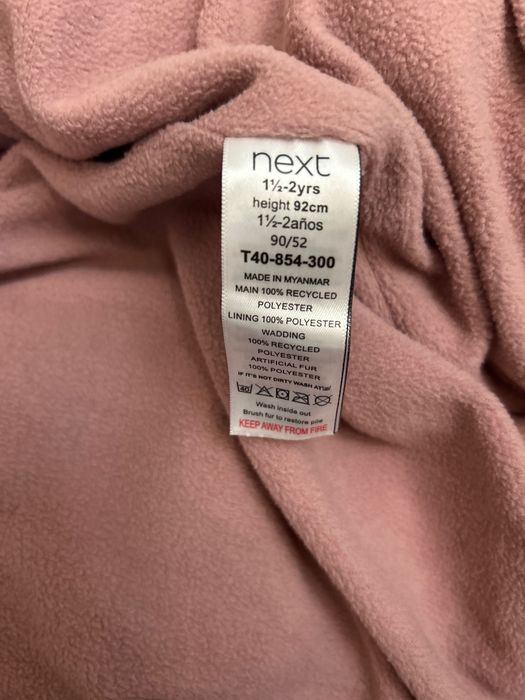 next
1½-2yrs
height 92cm
1½-2años
90/52
T40-854-300
MADE IN MYANMAR
MAIN 100% RECYCLED
POLYESTER
LINING 100% POLYESTER
WADDING
100% RECYCLED
POLYESTER
ARTIFICIAL FUR
100% POLYESTER
IF IT'S NOT DIRTY WASH AT
40
Wash inside out
Brush fur to restore pile
KEEP AWAY FROM FIRE